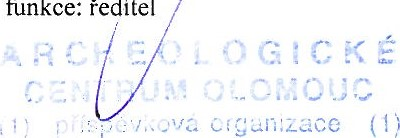 funkce: ředitel
ARCHEOLOGICKÉ
CENTRUM OLOMOUC
(1) příspěvková organizace (1)